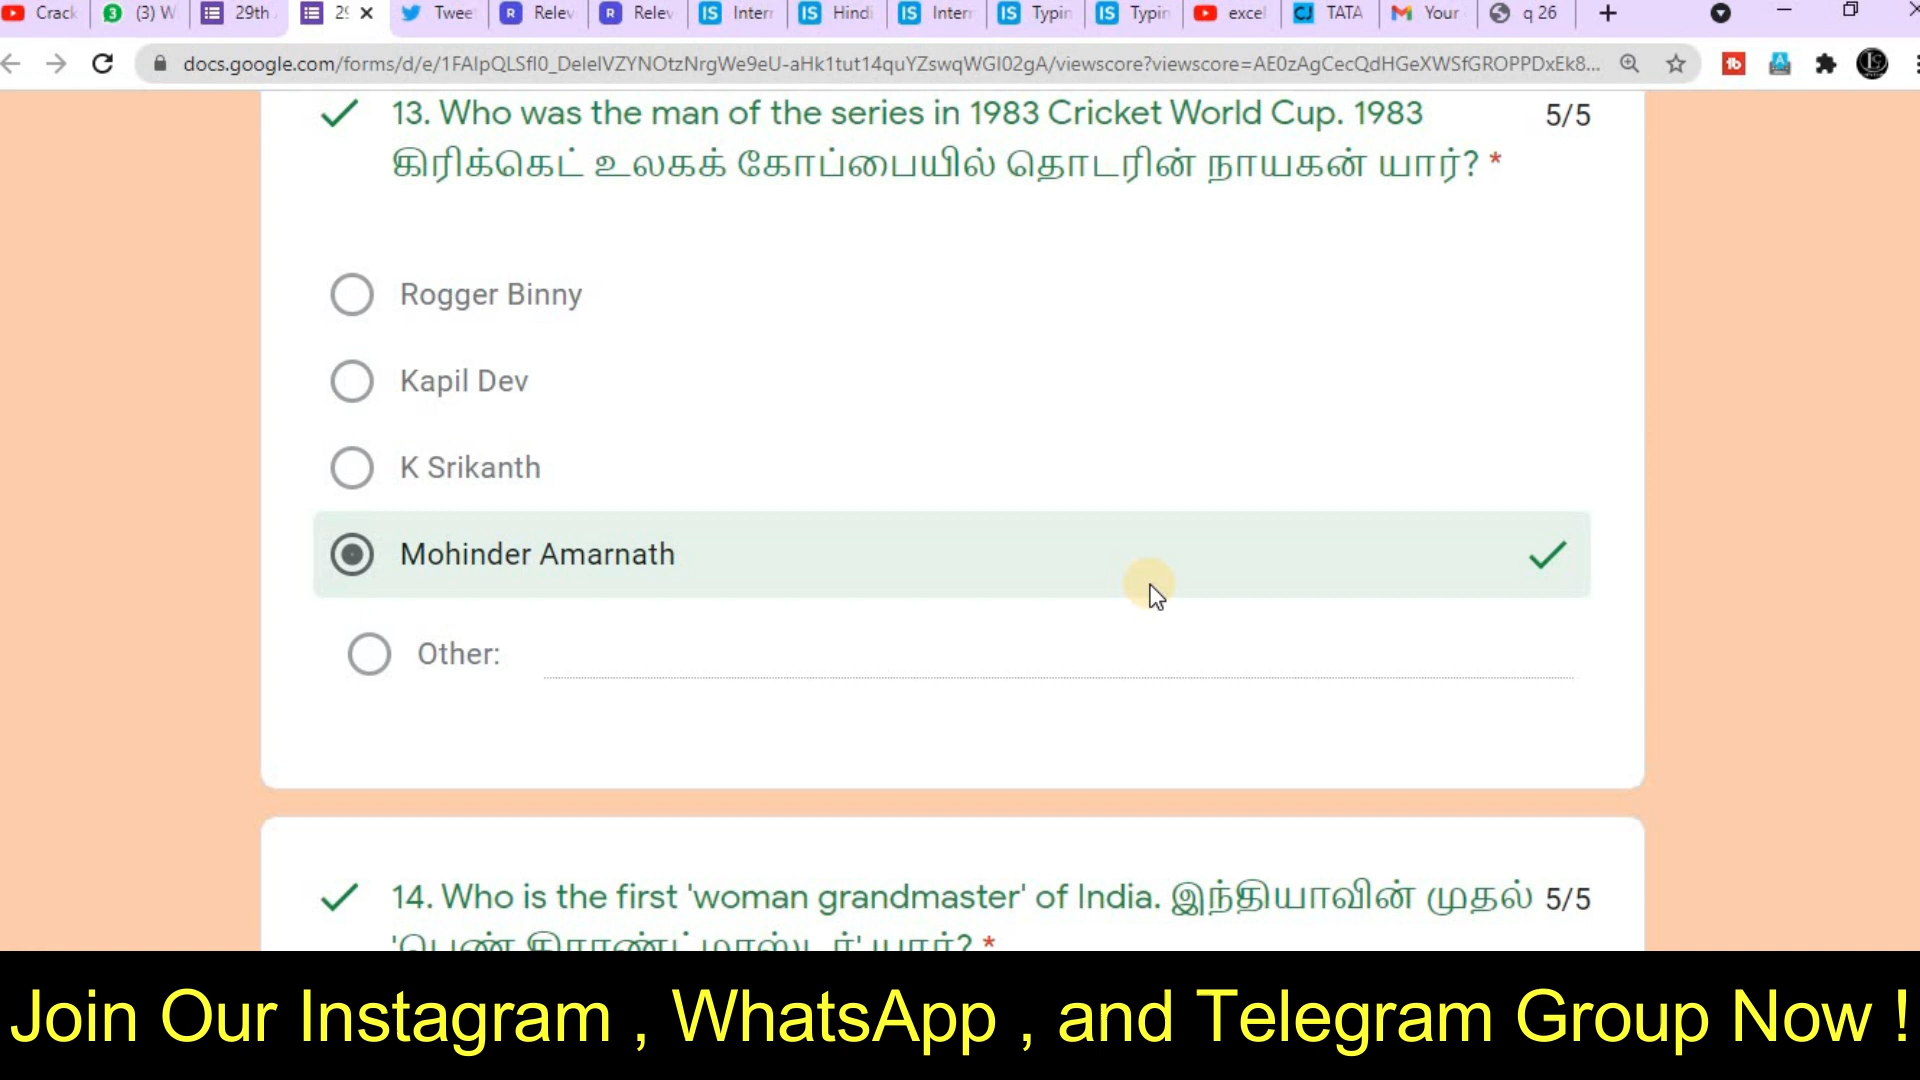 Crack (3) W 29th 29 Twee Relev Relev Inter Hindi Inter Typin Typin excel TATA Your q 26
docs.google.com/forms/d/e/1FAIpQLSfl0_DeleIVZYNOtzNrgWe9eU-aHk1tut14quYZswqWGI02gA/viewscore?viewscore=AE0zAgCecQdHGeXWSfGROPPDxEk8...
13. Who was the man of the series in 1983 Cricket World Cup. 1983 5/5
கிரிக்கெட் உலகக் கோப்பையில் தொடரின் நாயகன் யார்? *
Rogger Binny
Kapil Dev
K Srikanth
Mohinder Amarnath
Other:
14. Who is the first 'woman grandmaster' of India. இந்தியாவின் முதல் 5/5
'பெண் கிராண்ட்மாஸ்டர்' யார்? *
Join Our Instagram , WhatsApp , and Telegram Group Now !